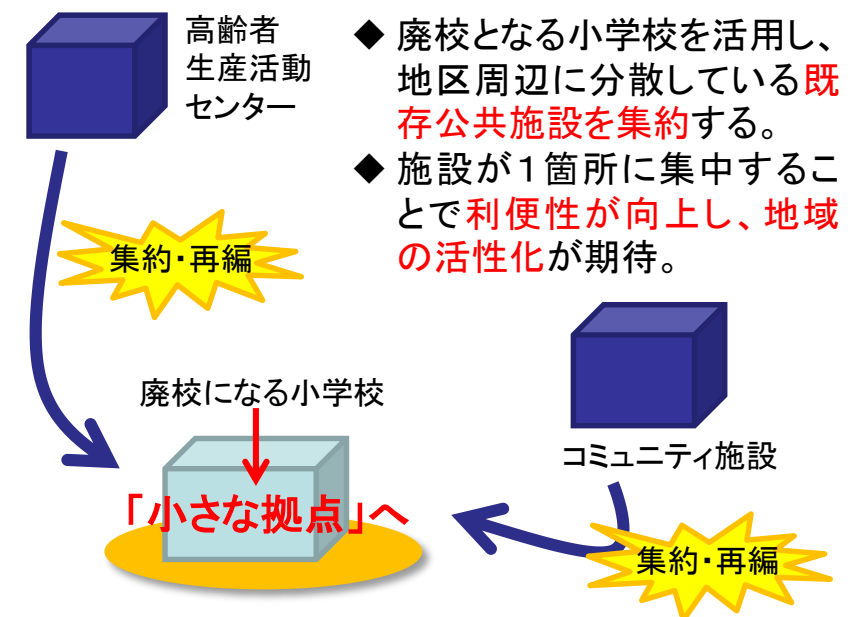 高齢者
生産活動
センター
◆ 廃校となる小学校を活用し、
地区周辺に分散している既
存公共施設を集約する。
◆ 施設が１箇所に集中するこ
とで利便性が向上し、地域
の活性化が期待。
集約・再編
廃校になる小学校
「小さな拠点」へ
コミュニティ施設
集約・再編